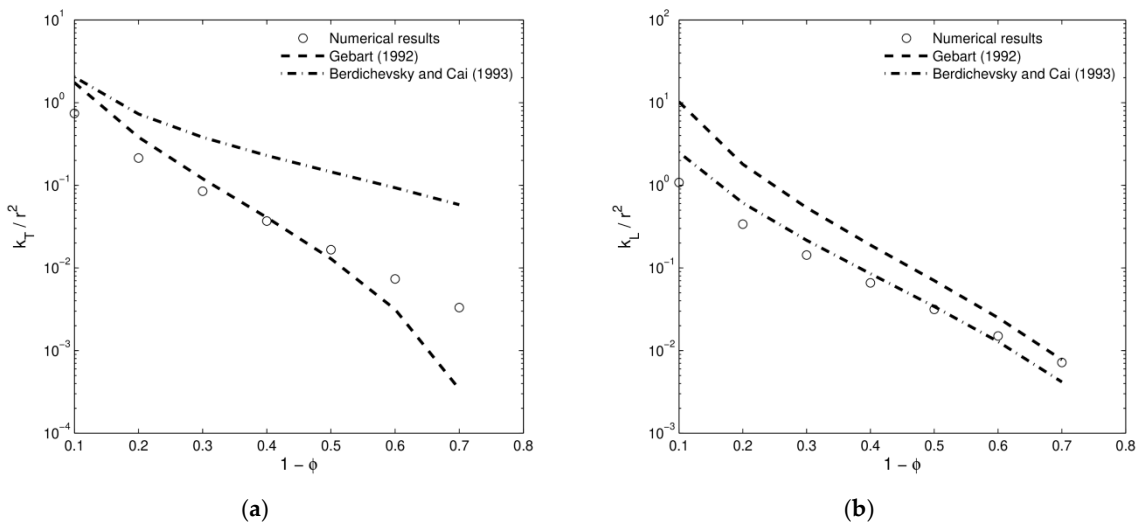 10^1
10^0
10^-1
10^-2
10^-3
10^-4
k_T / r^2
0.1 0.2 0.3 0.4 0.5 0.6 0.7 0.8
1 − ϕ
Numerical results
Gebart (1992)
Berdichevsky and Cai (1993)
(a)
10^2
10^1
10^0
10^-1
10^-2
10^-3
k_L / r^2
0.1 0.2 0.3 0.4 0.5 0.6 0.7 0.8
1 − ϕ
Numerical results
Gebart (1992)
Berdichevsky and Cai (1993)
(b)